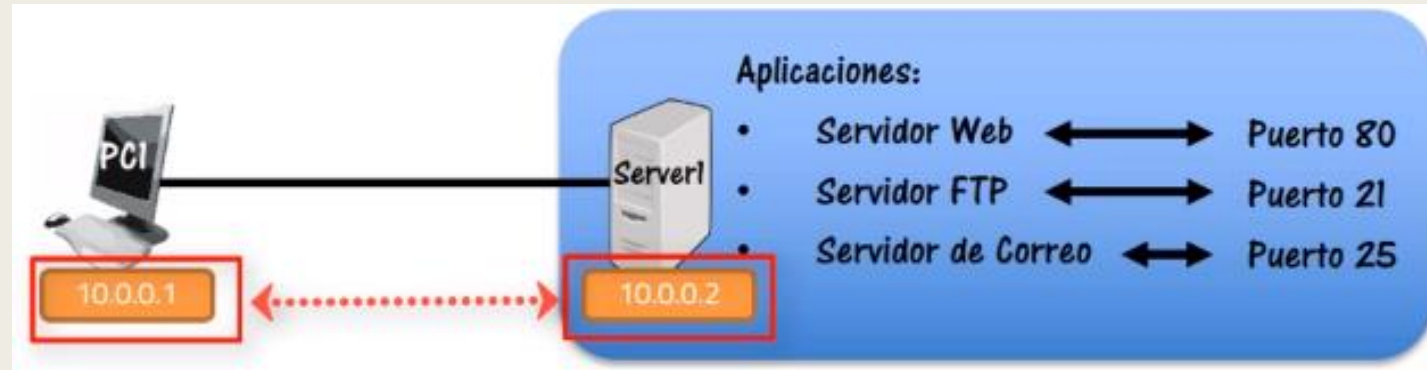 Aplicaciones:
• Servidor Web Puerto 80
• Servidor FTP Puerto 21
• Servidor de Correo Puerto 25
PC1
Server1
10.0.0.1
10.0.0.2